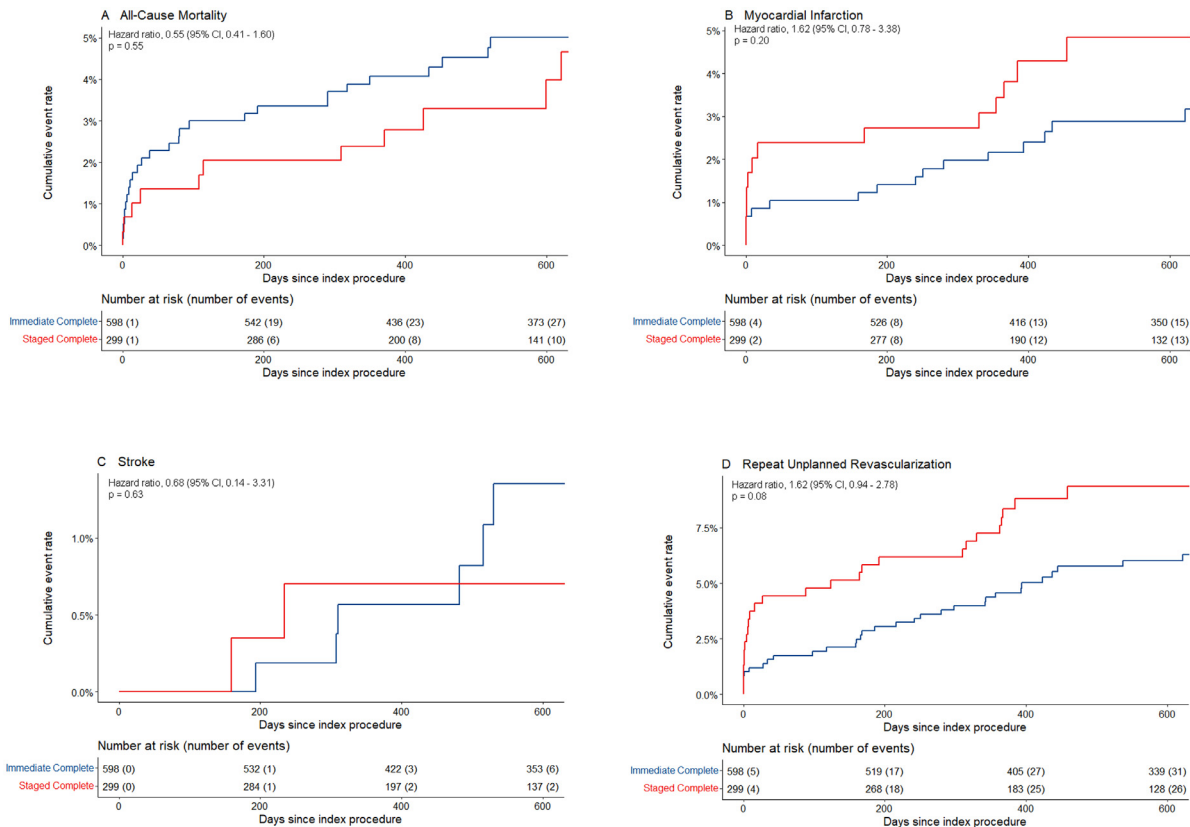 A All-Cause Mortality
Hazard ratio, 0.55 (95% CI, 0.41 - 1.60)
p = 0.55
5%
4%
3%
2%
1%
0%
Cumulative event rate
0 200 400 600
Days since index procedure
Number at risk (number of events)
Immediate Complete 598 (1) 542 (19) 436 (23) 373 (27)
Staged Complete 299 (1) 286 (6) 200 (8) 141 (10)
0 200 400 600
Days since index procedure
B Myocardial Infarction
Hazard ratio, 1.62 (95% CI, 0.78 - 3.38)
p = 0.20
5%
4%
3%
2%
1%
0%
Cumulative event rate
0 200 400 600
Days since index procedure
Number at risk (number of events)
Immediate Complete 598 (4) 526 (8) 416 (13) 350 (15)
Staged Complete 299 (2) 277 (8) 190 (12) 132 (13)
0 200 400 600
Days since index procedure
C Stroke
Hazard ratio, 0.68 (95% CI, 0.14 - 3.31)
p = 0.63
1.0%
0.5%
0.0%
Cumulative event rate
0 200 400 600
Days since index procedure
Number at risk (number of events)
Immediate Complete 598 (0) 532 (1) 422 (3) 353 (6)
Staged Complete 299 (0) 284 (1) 197 (2) 137 (2)
0 200 400 600
Days since index procedure
D Repeat Unplanned Revascularization
Hazard ratio, 1.62 (95% CI, 0.94 - 2.78)
p = 0.08
7.5%
5.0%
2.5%
0.0%
Cumulative event rate
0 200 400 600
Days since index procedure
Number at risk (number of events)
Immediate Complete 598 (5) 519 (17) 405 (27) 339 (31)
Staged Complete 299 (4) 268 (18) 183 (25) 128 (26)
0 200 400 600
Days since index procedure